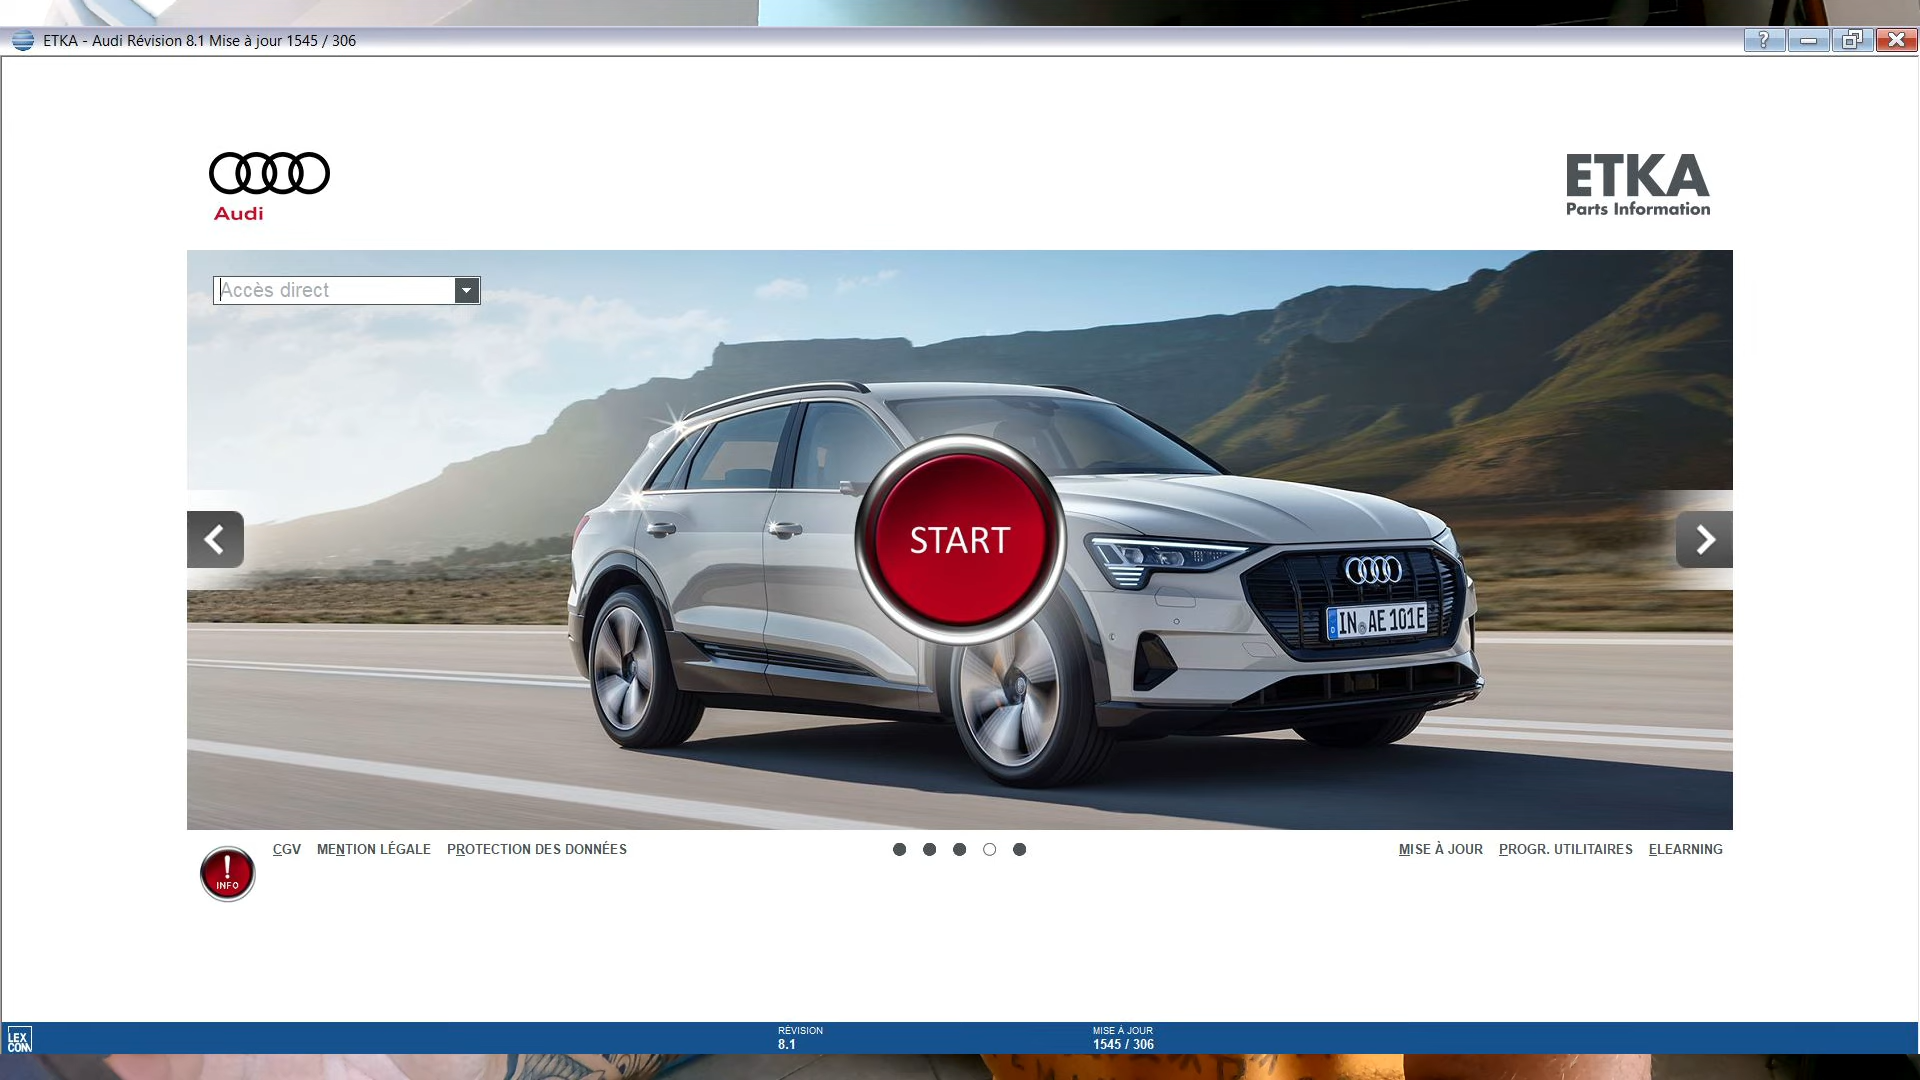 ETKA - Audi Révision 8.1 Mise à jour 1545 / 306
Audi
ETKA
Parts Information
Accès direct
START
IN AE 101E
! INFO
CGV MENTION LÉGALE PROTECTION DES DONNÉES
MISE À JOUR PROGR. UTILITAIRES ELEARNING
LEX COM
RÉVISION
8.1
MISE À JOUR
1545 / 306